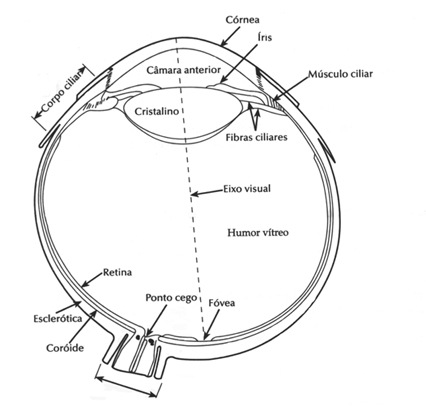 Córnea
Íris
Câmara anterior
Músculo ciliar
Corpo ciliar
Cristalino
Fibras ciliares
Eixo visual
Humor vítreo
Retina
Ponto cego
Fóvea
Esclerótica
Coróide